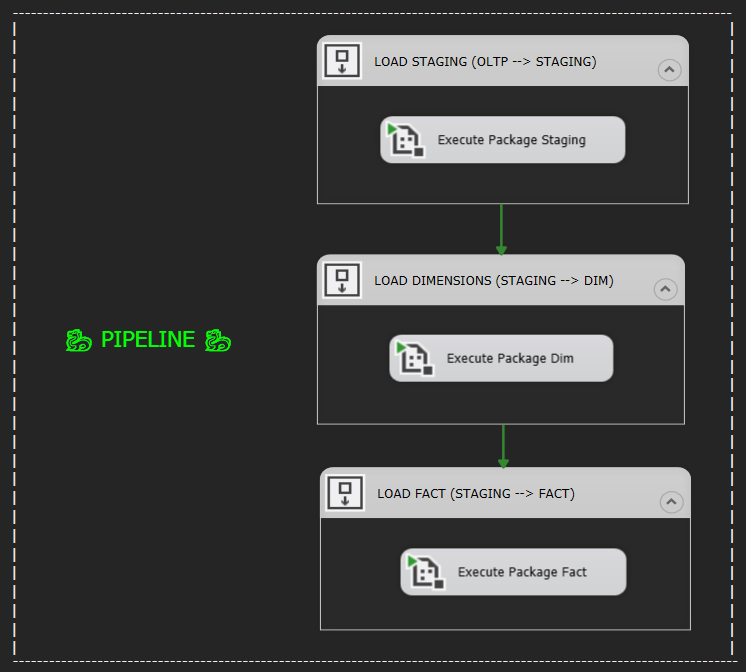 LOAD STAGING (OLTP --> STAGING)
Execute Package Staging
LOAD DIMENSIONS (STAGING --> DIM)
🐉 PIPELINE 🐉
Execute Package Dim
LOAD FACT (STAGING --> FACT)
Execute Package Fact